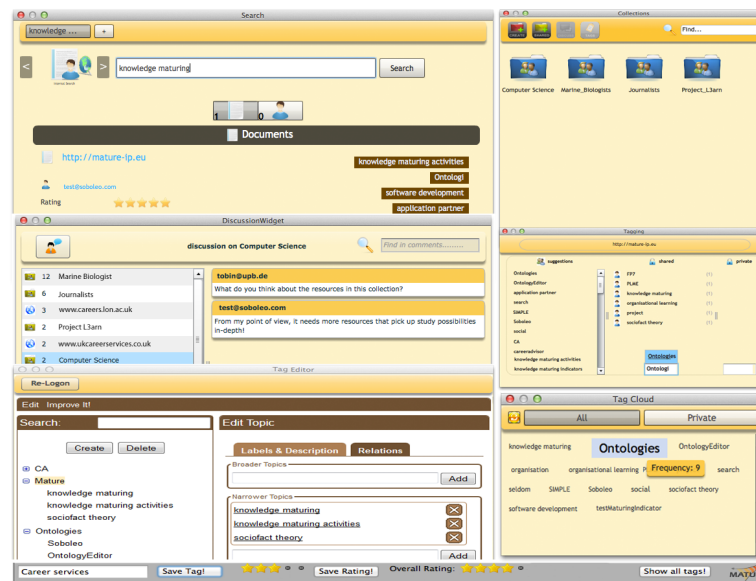 Search
knowledge ...
+
<
>
knowledge maturing
Search
1
0
Documents
http://mature-ip.eu
test@soboleo.com
Rating
knowledge maturing activities
Ontologi
software development
application partner
Collections
Find...
Computer Science
Marine_Biologists
Journalists
Project_L3arn
DiscussionWidget
discussion on Computer Science
Find in comments.........
12 Marine Biologist
6 Journalists
3 www.careers.lon.ac.uk
2 Project L3arn
2 www.ukcareerservices.co.uk
2 Computer Science
tobin@upb.de
What do you think about the resources in this collection?
test@soboleo.com
From my point of view, it needs more resources that pick up study possibilities
in-depth!
Tagging
http://mature-ip.eu
suggestions
shared
private
Ontologies
OntologyEditor
application partner
search
SIMPLE
Soboleo
social
CA
careeradvisor
knowledge maturing activities
knowledge maturing indicators
FP7 (1)
PLME (1)
knowledge maturing (1)
organisational learning (1)
project (1)
sociofact theory (1)
Ontologies
Ontologi
Tag Editor
Re-Logon
Edit Improve It!
Search:
Create
Delete
CA
Mature
knowledge maturing
knowledge maturing activities
sociofact theory
Ontologies
Soboleo
OntologyEditor
Edit Topic
Labels & Description
Relations
Broader Topics
Add
Narrower Topics
knowledge maturing
knowledge maturing activities
sociofact theory
Add
Tag Cloud
All
Private
knowledge maturing
Ontologies
OntologyEditor
organisation
organisational learning
Frequency: 9
search
seldom
SIMPLE
Soboleo
social
sociofact theory
software development
testMaturingIndicator
Career services
Save Tag!
Save Rating!
Overall Rating:
Show all tags!